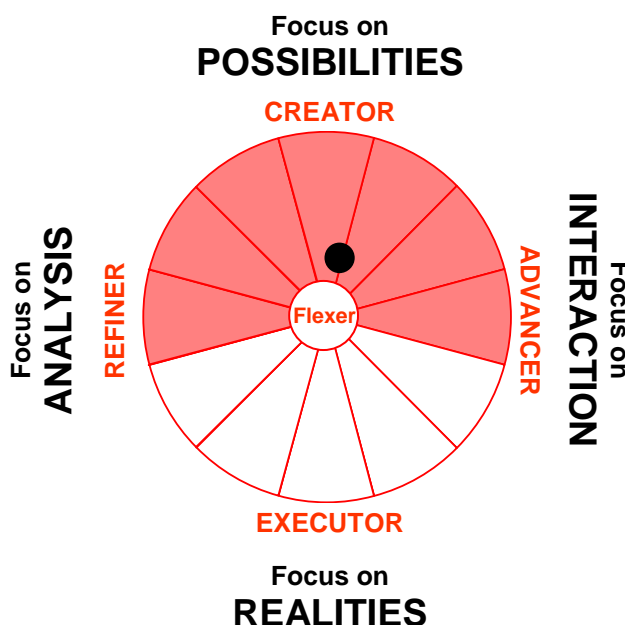 Focus on
POSSIBILITIES
CREATOR
Focus on
ANALYSIS
REFINER
Flexer
ADVANCER
INTERACTION
Focus on
EXECUTOR
Focus on
REALITIES